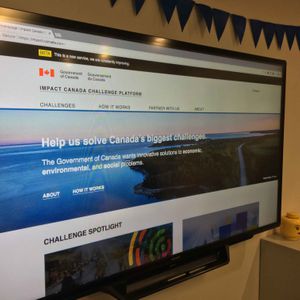 BETA This is a new service, we are constantly improving.
Government of Canada
Gouvernement du Canada
IMPACT CANADA CHALLENGE PLATFORM
CHALLENGES HOW IT WORKS PARTNER WITH US ABOUT
Help us solve Canada's biggest challenges.
The Government of Canada wants innovative solutions to economic,
environmental, and social problems.
ABOUT HOW IT WORKS
CHALLENGE SPOTLIGHT